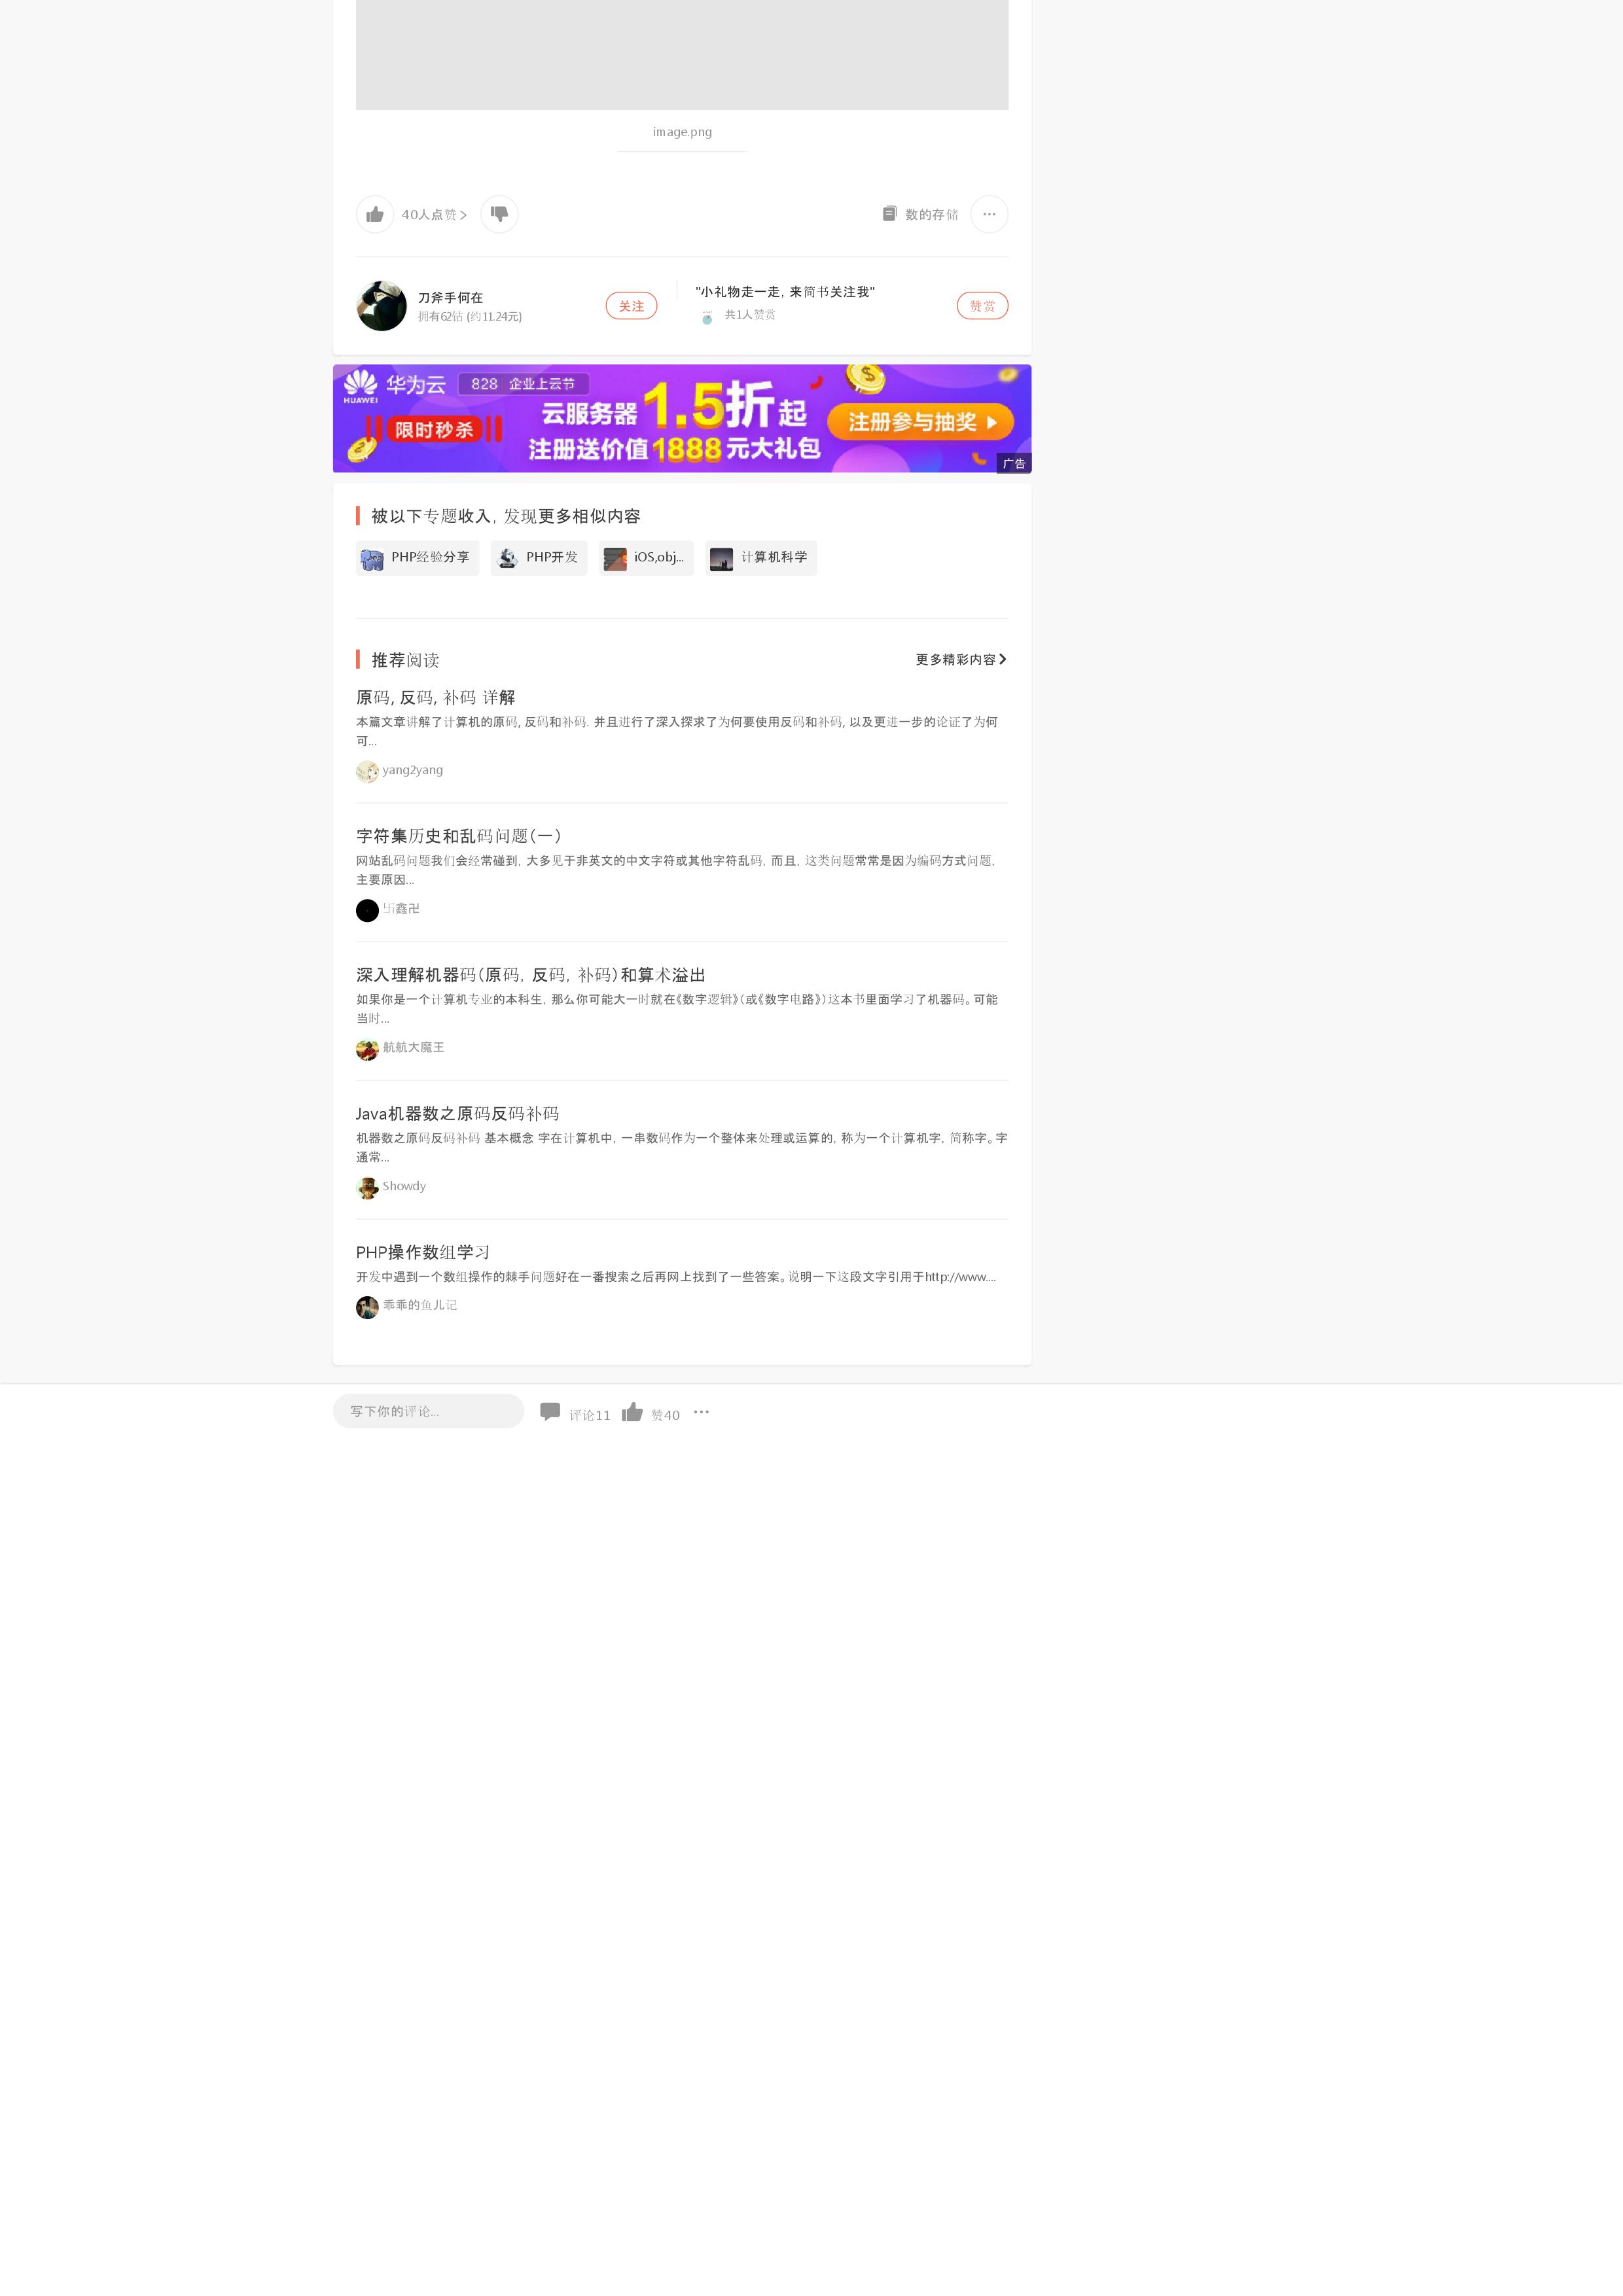 image.png
40人点赞
数的存储
刀斧手何在
拥有62钻 (约11.24元)
关注
"小礼物走一走，来简书关注我"
共1人赞赏
赞赏
HUAWEI
华为云
828 企业上云节
限时秒杀
云服务器1.5折起
注册送价值1888元大礼包
注册参与抽奖
广告
被以下专题收入，发现更多相似内容
PHP经验分享
PHP开发
iOS,obj...
计算机科学
推荐阅读
更多精彩内容
原码, 反码, 补码 详解
本篇文章讲解了计算机的原码, 反码和补码. 并且进行了深入探求了为何要使用反码和补码, 以及更进一步的论证了为何
可...
yang2yang
字符集历史和乱码问题（一）
网站乱码问题我们会经常碰到，大多见于非英文的中文字符或其他字符乱码，而且，这类问题常常是因为编码方式问题，
主要原因...
卐鑫卍
深入理解机器码（原码，反码，补码）和算术溢出
如果你是一个计算机专业的本科生，那么你可能大一时就在《数字逻辑》（或《数字电路》）这本书里面学习了机器码。可能
当时...
航航大魔王
Java机器数之原码反码补码
机器数之原码反码补码 基本概念 字在计算机中，一串数码作为一个整体来处理或运算的，称为一个计算机字，简称字。字
通常...
Showdy
PHP操作数组学习
开发中遇到一个数组操作的棘手问题好在一番搜索之后再网上找到了一些答案。说明一下这段文字引用于http://www....
乖乖的鱼儿记
写下你的评论...
评论11
赞40